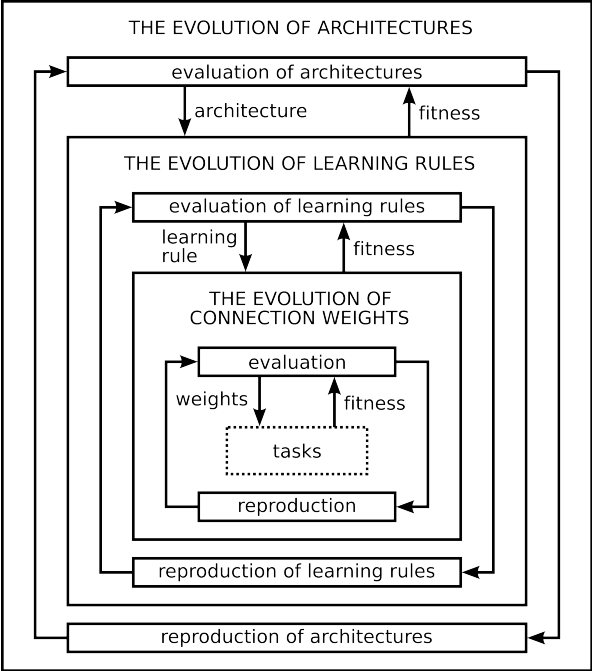 THE EVOLUTION OF ARCHITECTURES
evaluation of architectures
architecture
fitness
THE EVOLUTION OF LEARNING RULES
evaluation of learning rules
learning
rule
fitness
THE EVOLUTION OF
CONNECTION WEIGHTS
evaluation
weights
fitness
tasks
reproduction
reproduction of learning rules
reproduction of architectures